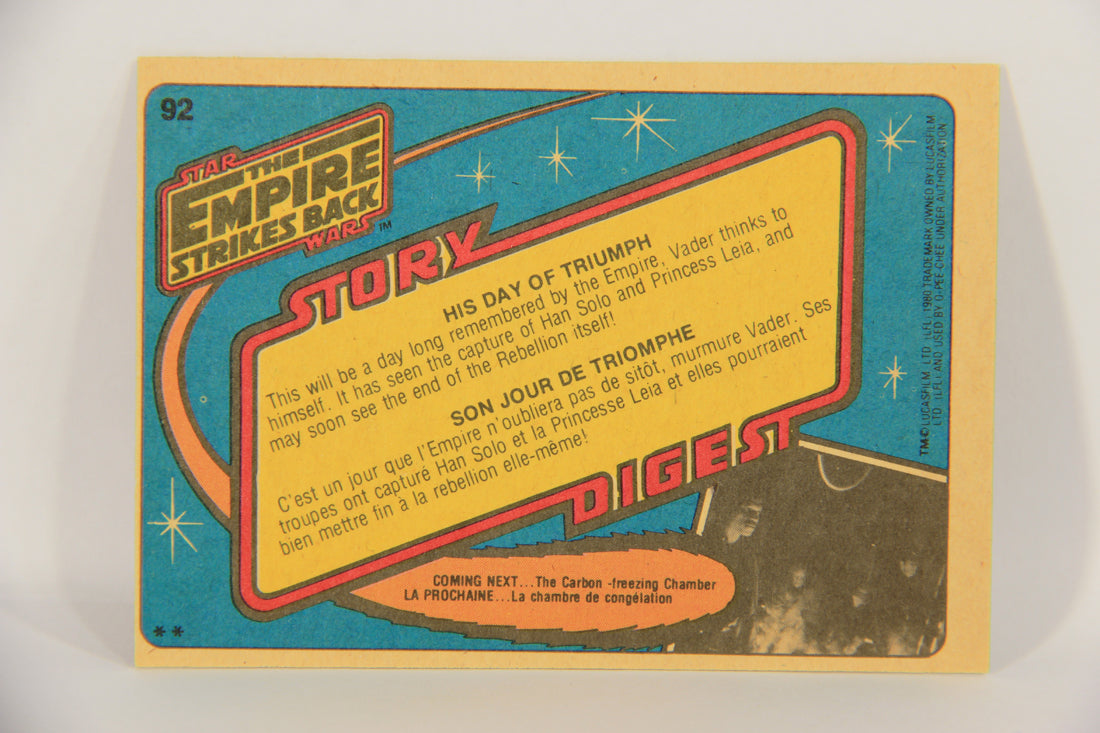 92
STAR
THE
EMPIRE
STRIKES BACK
WARS™
STORY
HIS DAY OF TRIUMPH
This will be a day long remembered by the Empire, Vader thinks to
himself. It has seen the capture of Han Solo and Princess Leia, and
may soon see the end of the Rebellion itself!
SON JOUR DE TRIOMPHE
C'est un jour que l'Empire n'oubliera pas de sitôt, murmure Vader. Ses
troupes ont capturé Han Solo et la Princesse Leia et elles pourraient
bien mettre fin à la rebellion elle-même!
DIGEST
COMING NEXT...The Carbon -freezing Chamber
LA PROCHAINE...La chambre de congélation
**
TM © LUCASFILM, LTD (LFL) 1980 TRADEMARK OWNED BY LUCASFILM,
LTD (LFL) AND USED BY O-PEE-CHEE UNDER AUTHORIZATION